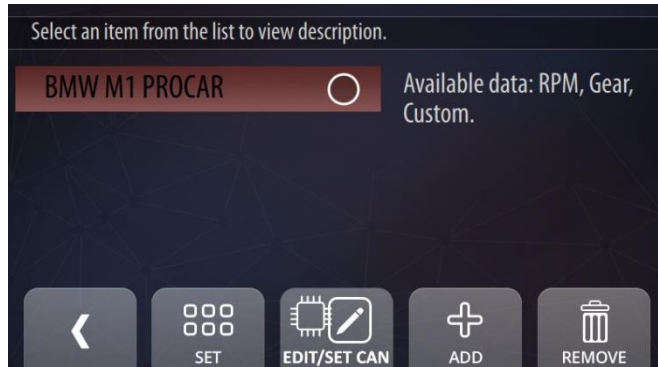 Select an item from the list to view description.
BMW M1 PROCAR
Available data: RPM, Gear,
Custom.
SET
EDIT/SET CAN
ADD
REMOVE